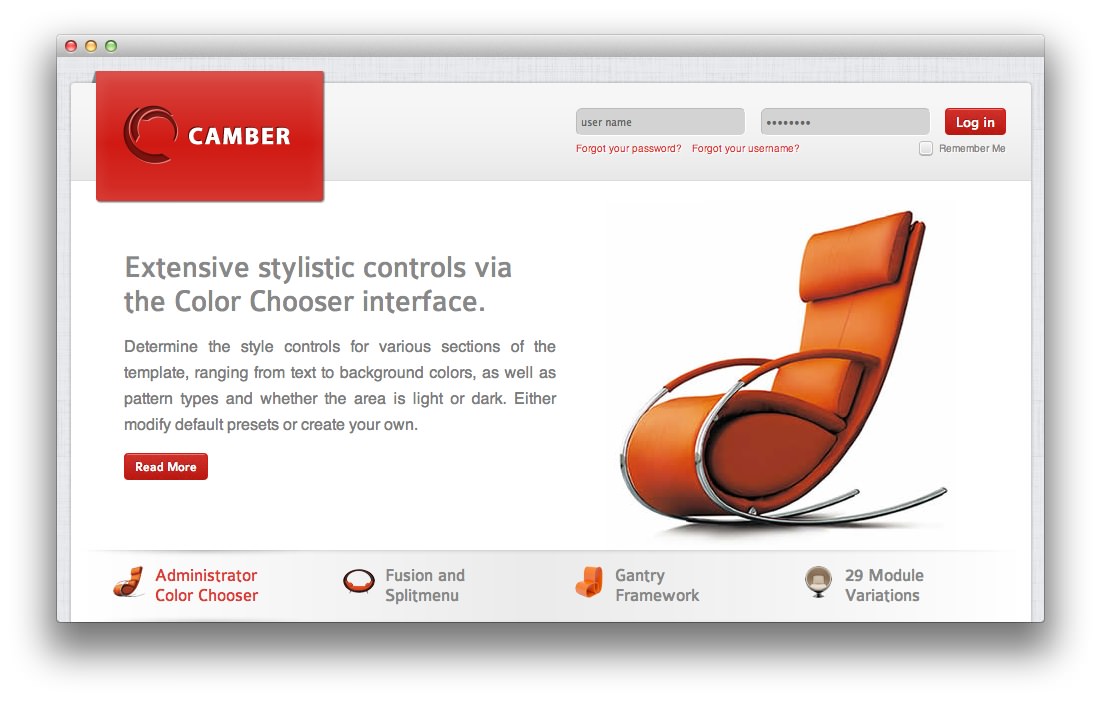 CAMBER
user name
••••••••
Log in
Forgot your password?
Forgot your username?
Remember Me
Extensive stylistic controls via
the Color Chooser interface.
Determine the style controls for various sections of the
template, ranging from text to background colors, as well as
pattern types and whether the area is light or dark. Either
modify default presets or create your own.
Read More
Administrator
Color Chooser
Fusion and
Splitmenu
Gantry
Framework
29 Module
Variations